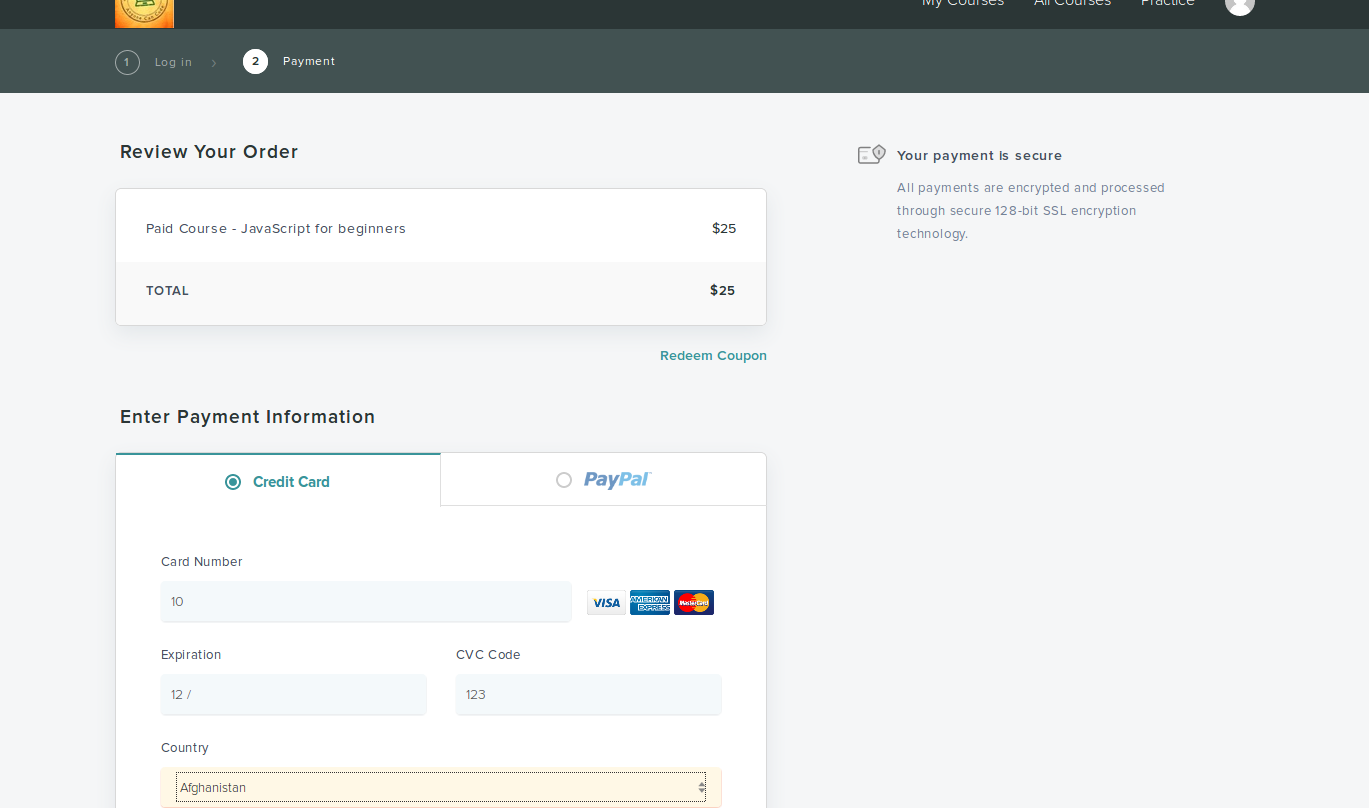 My Courses All Courses Practice
1 Log in › 2 Payment
Review Your Order
Your payment is secure
All payments are encrypted and processed
through secure 128-bit SSL encryption
technology.
Paid Course - JavaScript for beginners $25
TOTAL $25
Redeem Coupon
Enter Payment Information
Credit Card
PayPal
Card Number
10
VISA
AMERICAN
EXPRESS
MasterCard
Expiration
CVC Code
12 /
123
Country
Afghanistan